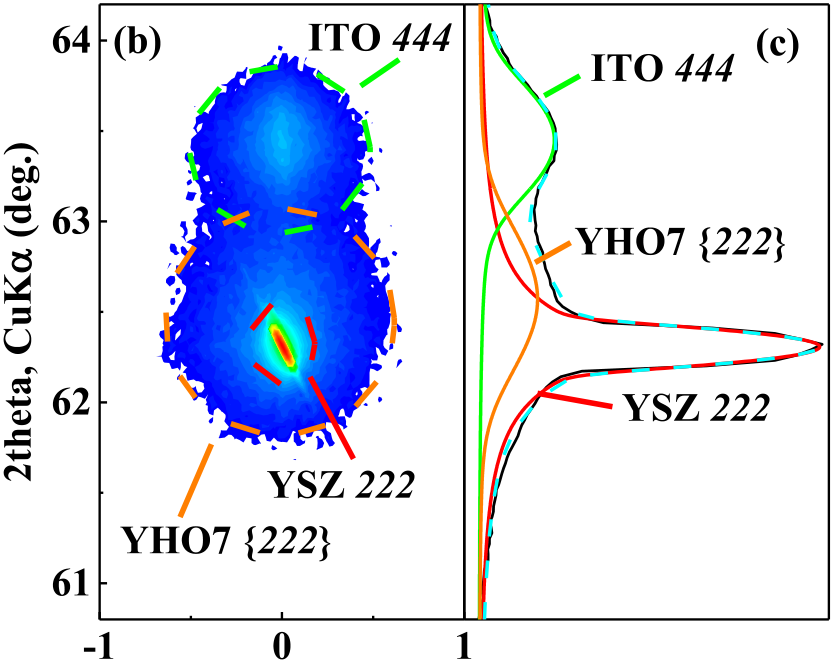 64
(b)
ITO 444
(c)
ITO 444
63
YHO7 {222}
2theta, CuKα (deg.)
62
YSZ 222
YSZ 222
YHO7 {222}
61
-1
0
1